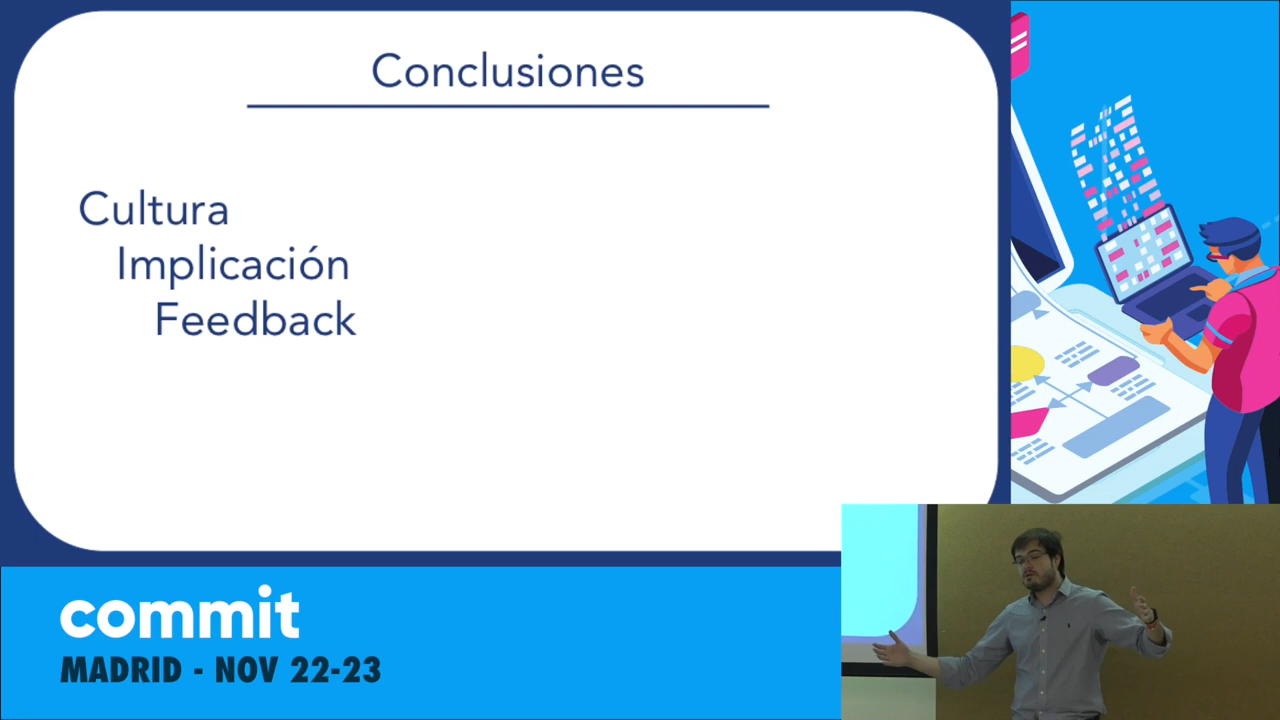 Conclusiones
Cultura
Implicación
Feedback
commit
MADRID - NOV 22-23